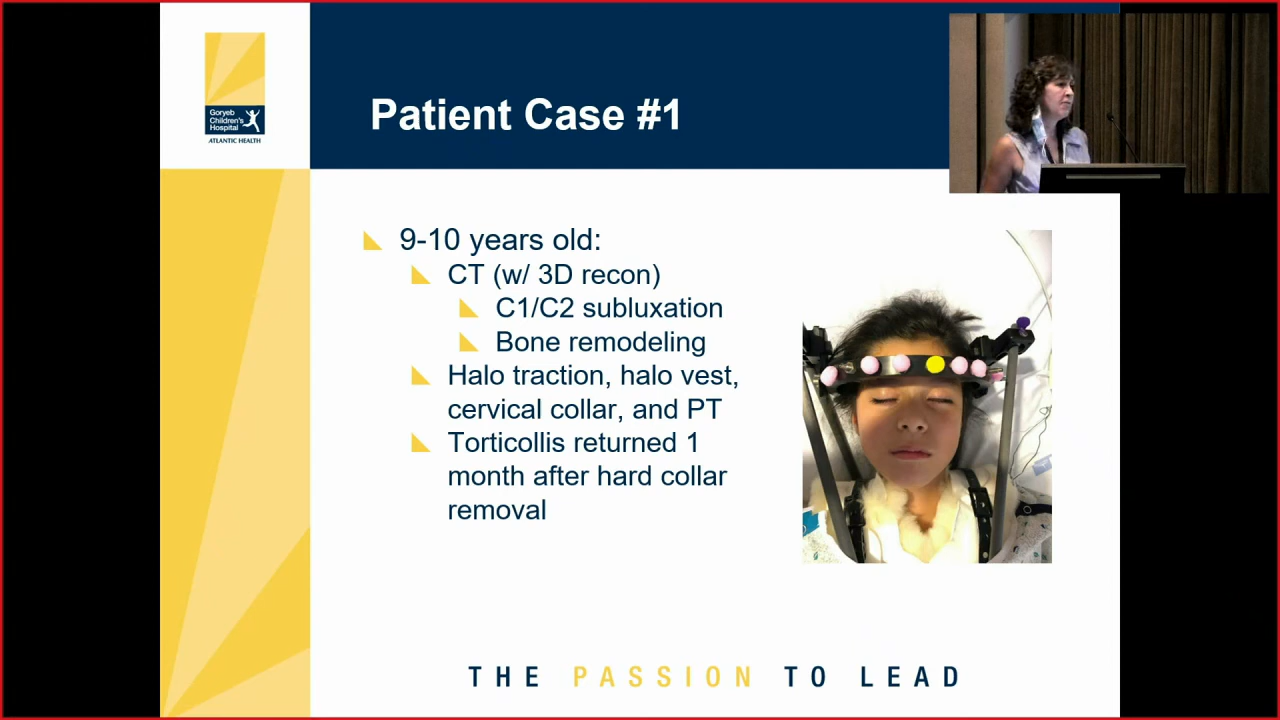 Goryeb
Children's
Hospital
ATLANTIC HEALTH
Patient Case #1
9-10 years old:
CT (w/ 3D recon)
C1/C2 subluxation
Bone remodeling
Halo traction, halo vest,
cervical collar, and PT
Torticollis returned 1
month after hard collar
removal
THE PASSION TO LEAD